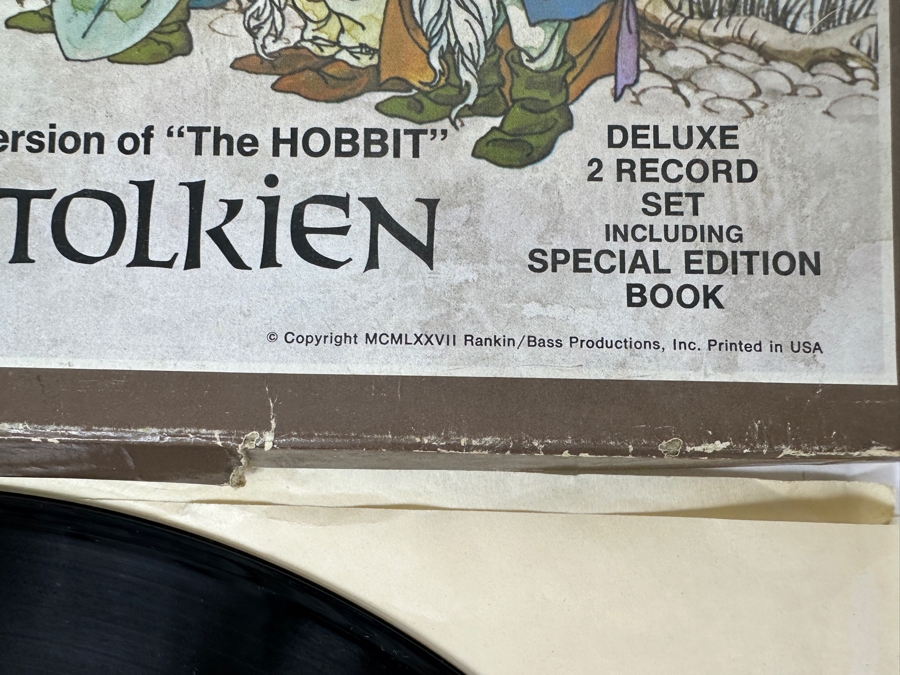 ersion of “The HOBBIT”
TOLKIEN
DELUXE
2 RECORD
SET
INCLUDING
SPECIAL EDITION
BOOK
© Copyright MCMLXXVII Rankin/Bass Productions, Inc. Printed in USA